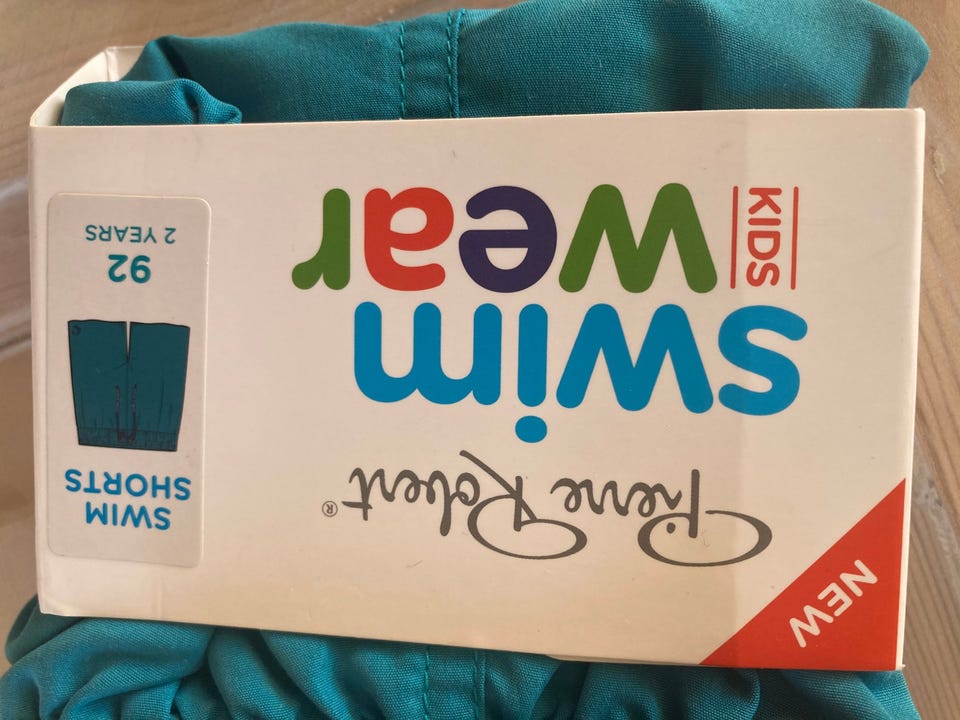 NEW
Pierre Robert®
swim
KIDS
wear
SWIM
SHORTS
92
2 YEARS